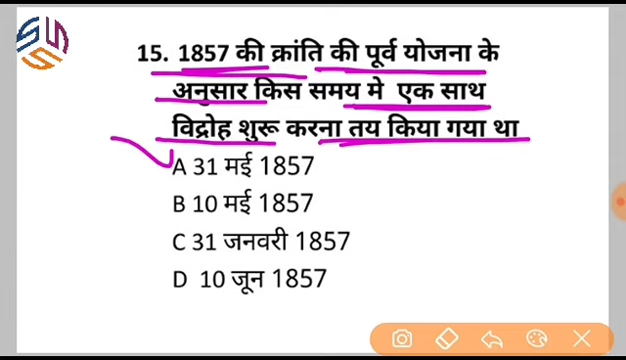 15. 1857 की क्रांति की पूर्व योजना के
अनुसार किस समय मे एक साथ
विद्रोह शुरू करना तय किया गया था
A 31 मई 1857
B 10 मई 1857
C 31 जनवरी 1857
D 10 जून 1857